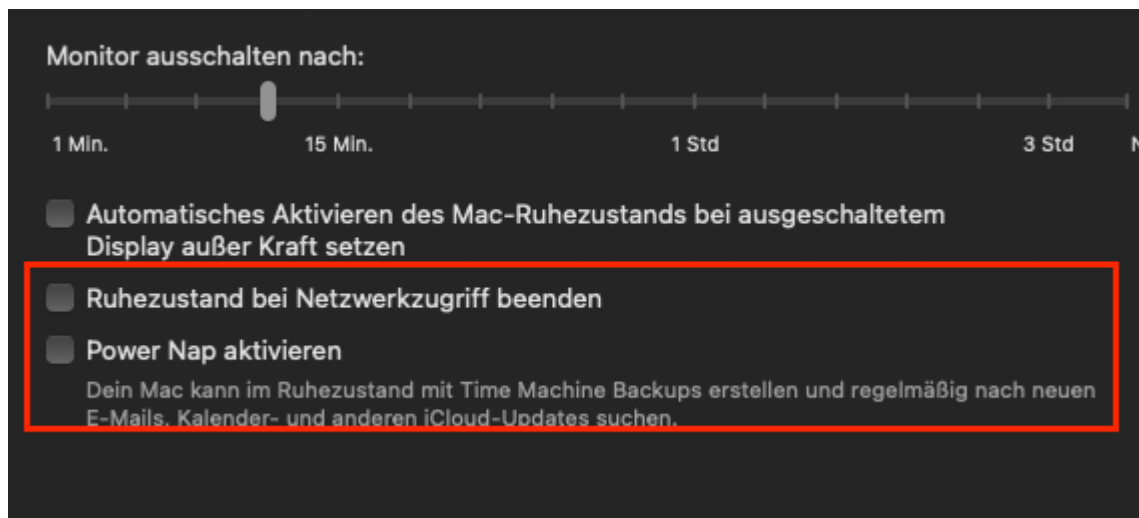 Monitor ausschalten nach:
1 Min. 15 Min. 1 Std 3 Std
Automatisches Aktivieren des Mac-Ruhezustands bei ausgeschaltetem
Display außer Kraft setzen
Ruhezustand bei Netzwerkzugriff beenden
Power Nap aktivieren
Dein Mac kann im Ruhezustand mit Time Machine Backups erstellen und regelmäßig nach neuen
E-Mails, Kalender- und anderen iCloud-Updates suchen.